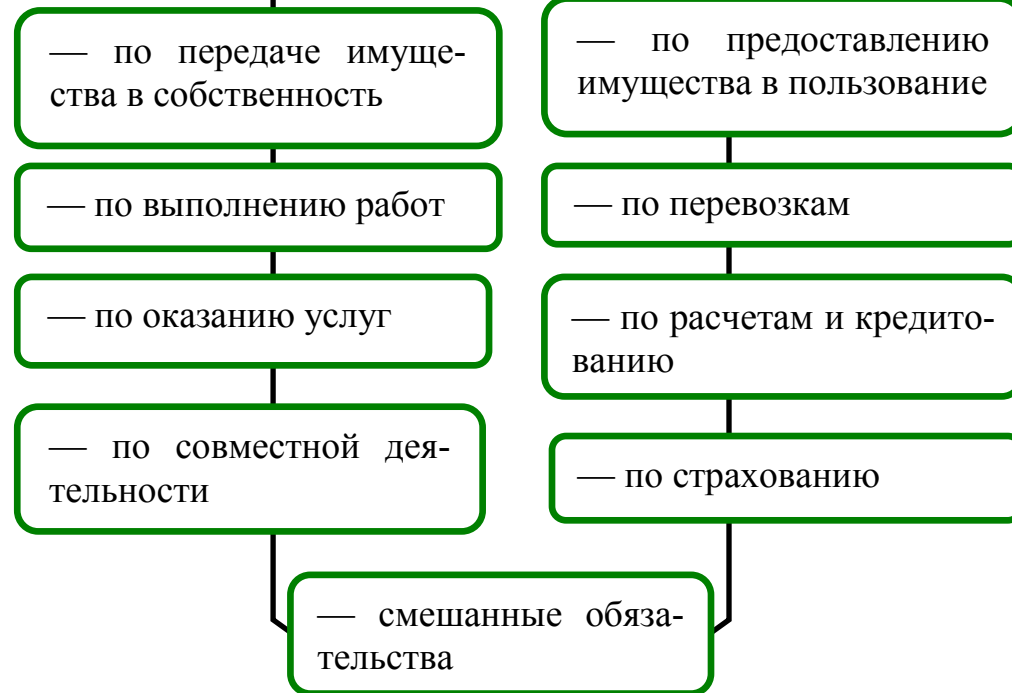 — по передаче имуще-
ства в собственность
— по предоставлению
имущества в пользование
— по выполнению работ
— по перевозкам
— по оказанию услуг
— по расчетам и кредито-
ванию
— по совместной дея-
тельности
— по страхованию
— смешанные обяза-
тельства